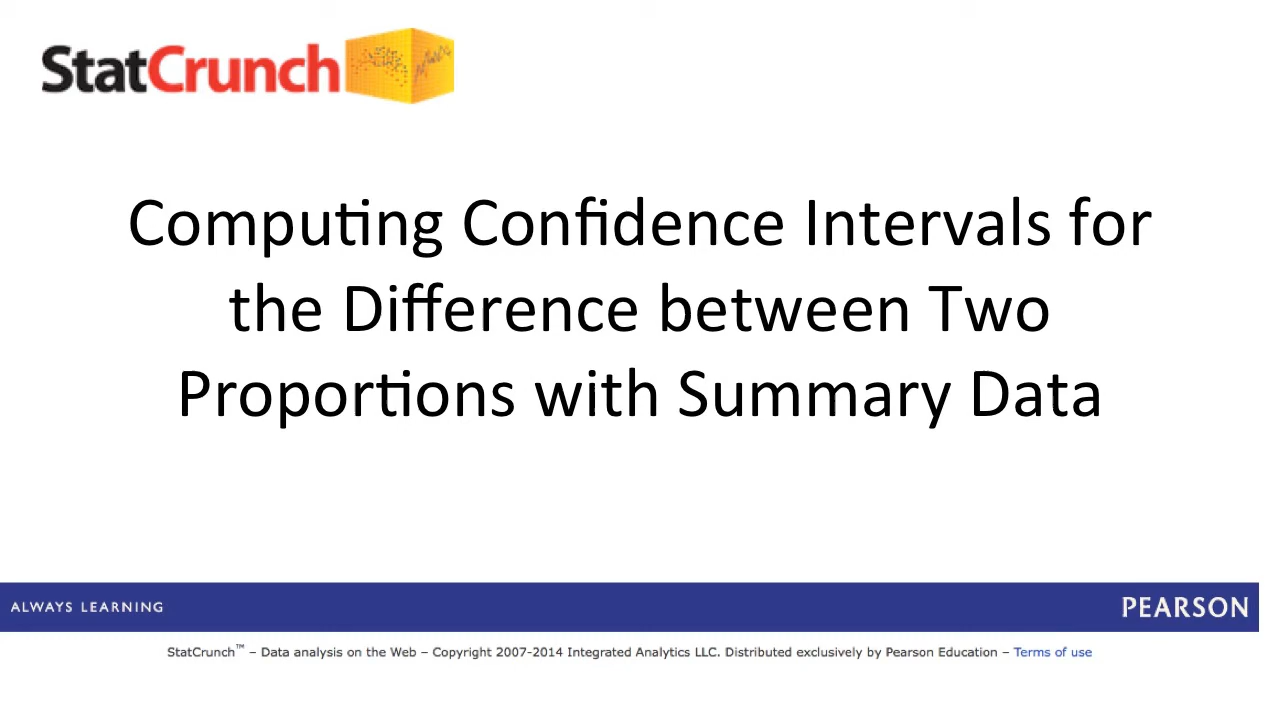 StatCrunch
Computing Confidence Intervals for
the Difference between Two
Proportions with Summary Data
ALWAYS LEARNING
PEARSON
StatCrunch™ – Data analysis on the Web – Copyright 2007-2014 Integrated Analytics LLC. Distributed exclusively by Pearson Education – Terms of use